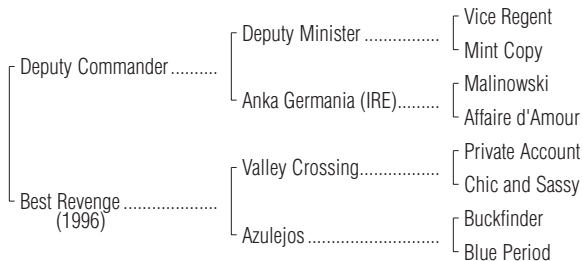 Vice Regent
Deputy Minister ................
Mint Copy
Deputy Commander..........
Malinowski
Anka Germania (IRE).........
Affaire d'Amour
Private Account
Valley Crossing.................
Chic and Sassy
Best Revenge ....................
(1996)
Buckfinder
Azulejos ............................
Blue Period